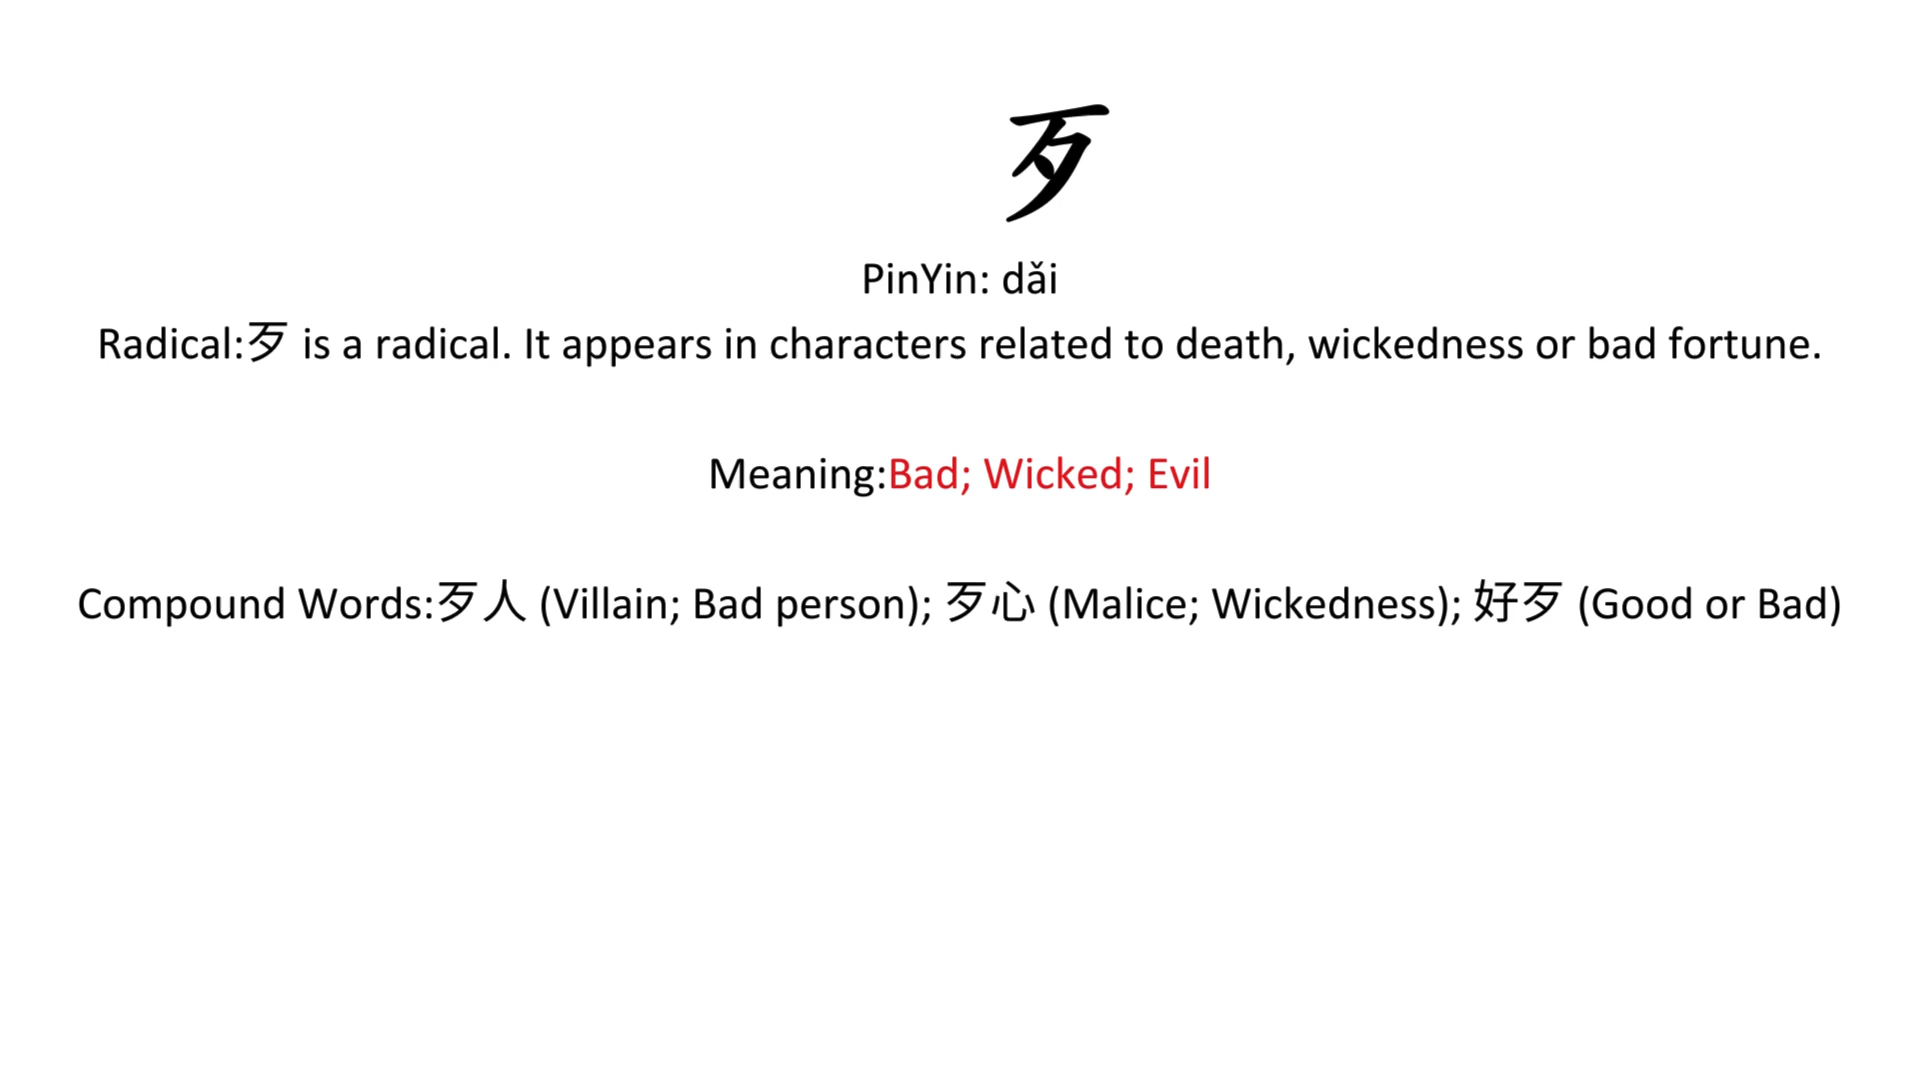 歹
PinYin: dǎi
Radical:歹 is a radical. It appears in characters related to death, wickedness or bad fortune.
Meaning:Bad; Wicked; Evil
Compound Words:歹人 (Villain; Bad person); 歹心 (Malice; Wickedness); 好歹 (Good or Bad)